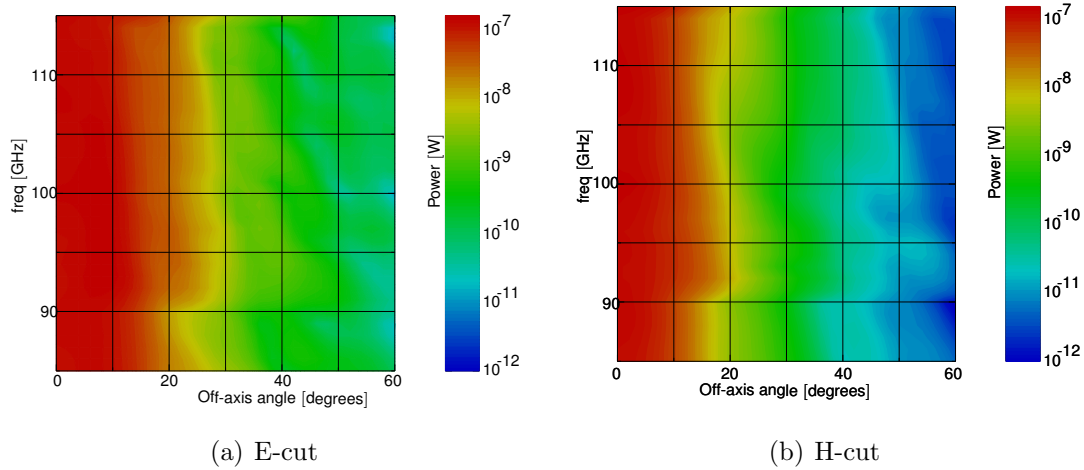 110
100
90
freq [GHz]
0 20 40 60
Off-axis angle [degrees]
10-7
10-8
10-9
10-10
10-11
10-12
Power [W]
(a) E-cut
110
100
90
freq [GHz]
0 20 40 60
Off-axis angle [degrees]
10-7
10-8
10-9
10-10
10-11
10-12
Power [W]
(b) H-cut